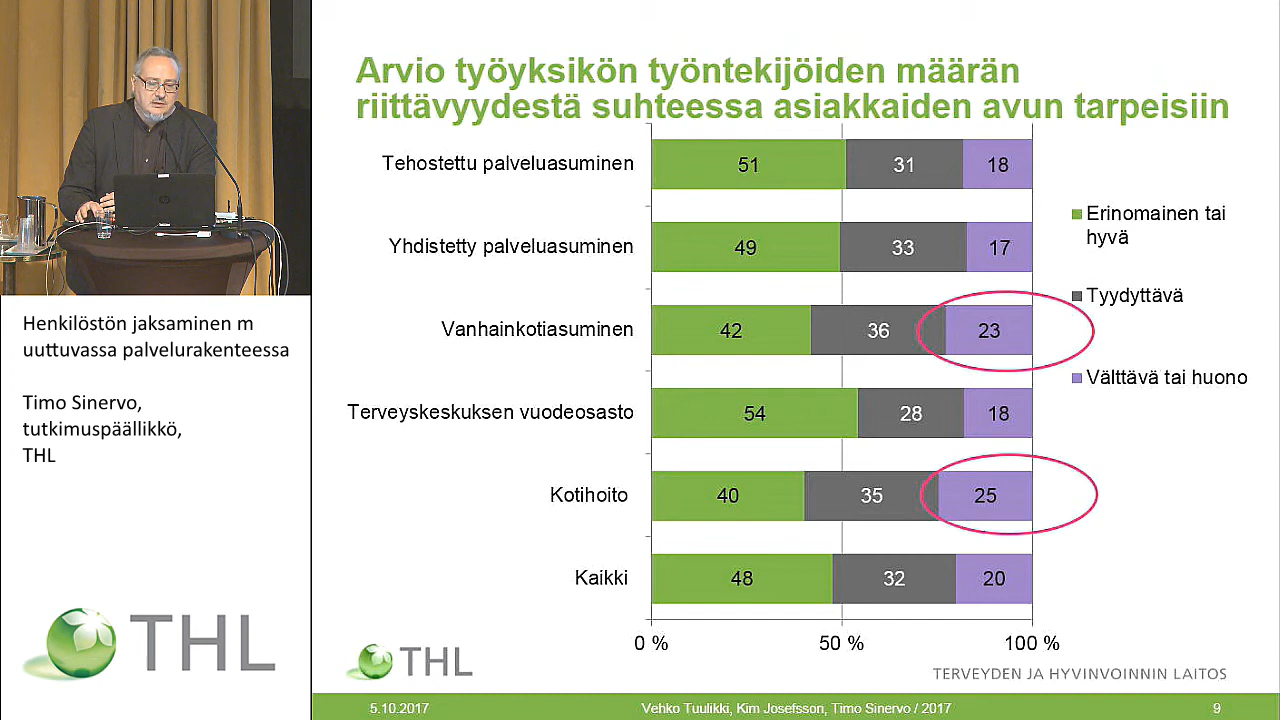 Henkilöstön jaksaminen m
uuttuvassa palvelurakenteessa
Timo Sinervo,
tutkimuspäällikkö,
THL
THL
Arvio työyksikön työntekijöiden määrän
riittävyydestä suhteessa asiakkaiden avun tarpeisiin
Tehostettu palveluasuminen 51 31 18
Yhdistetty palveluasuminen 49 33 17
Vanhainkotiasuminen 42 36 23
Terveyskeskuksen vuodeosasto 54 28 18
Kotihoito 40 35 25
Kaikki 48 32 20
0 % 50 % 100 %
Erinomainen tai
hyvä
Tyydyttävä
Välttävä tai huono
THL
TERVEYDEN JA HYVINVOINNIN LAITOS
5.10.2017 Vehko Tuulikki, Kim Josefsson, Timo Sinervo / 2017 9